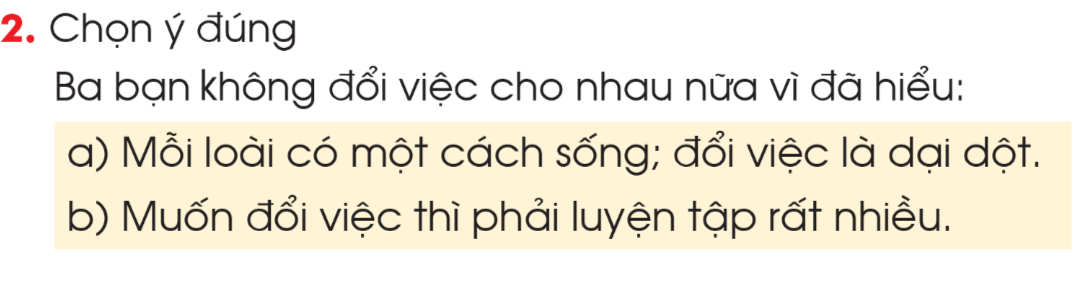 2. Chọn ý đúng
Ba bạn không đổi việc cho nhau nữa vì đã hiểu:
a) Mỗi loài có một cách sống; đổi việc là dại dột.
b) Muốn đổi việc thì phải luyện tập rất nhiều.